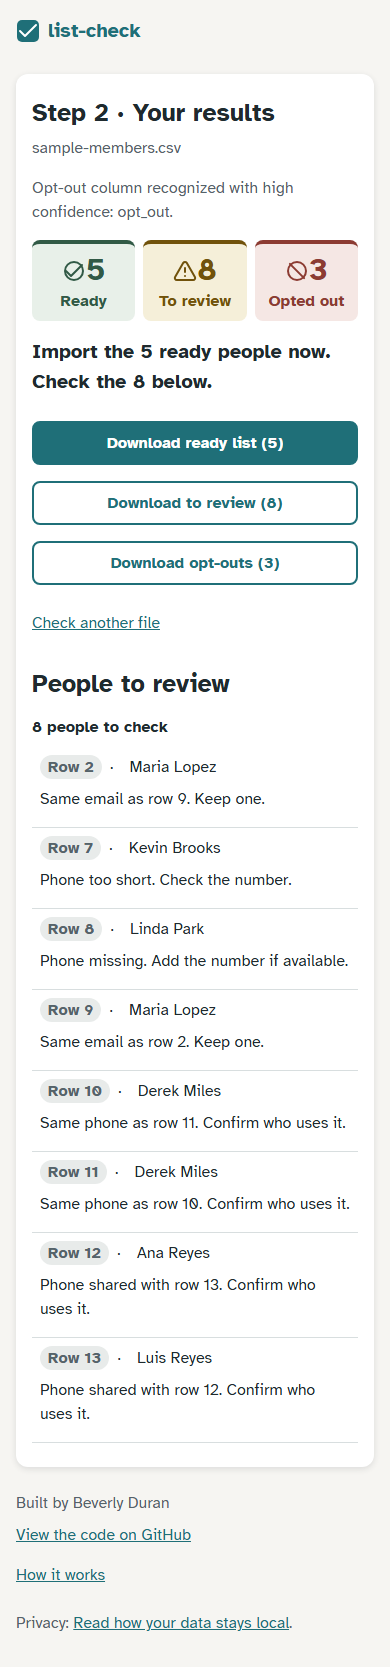 list-check
Step 2 · Your results
sample-members.csv
Opt-out column recognized with high
confidence: opt_out.
5
Ready
8
To review
3
Opted out
Import the 5 ready people now.
Check the 8 below.
Download ready list (5)
Download to review (8)
Download opt-outs (3)
Check another file
People to review
8 people to check
Row 2 · Maria Lopez
Same email as row 9. Keep one.
Row 7 · Kevin Brooks
Phone too short. Check the number.
Row 8 · Linda Park
Phone missing. Add the number if available.
Row 9 · Maria Lopez
Same email as row 2. Keep one.
Row 10 · Derek Miles
Same phone as row 11. Confirm who uses it.
Row 11 · Derek Miles
Same phone as row 10. Confirm who uses it.
Row 12 · Ana Reyes
Phone shared with row 13. Confirm who
uses it.
Row 13 · Luis Reyes
Phone shared with row 12. Confirm who
uses it.
Built by Beverly Duran
View the code on GitHub
How it works
Privacy: Read how your data stays local.